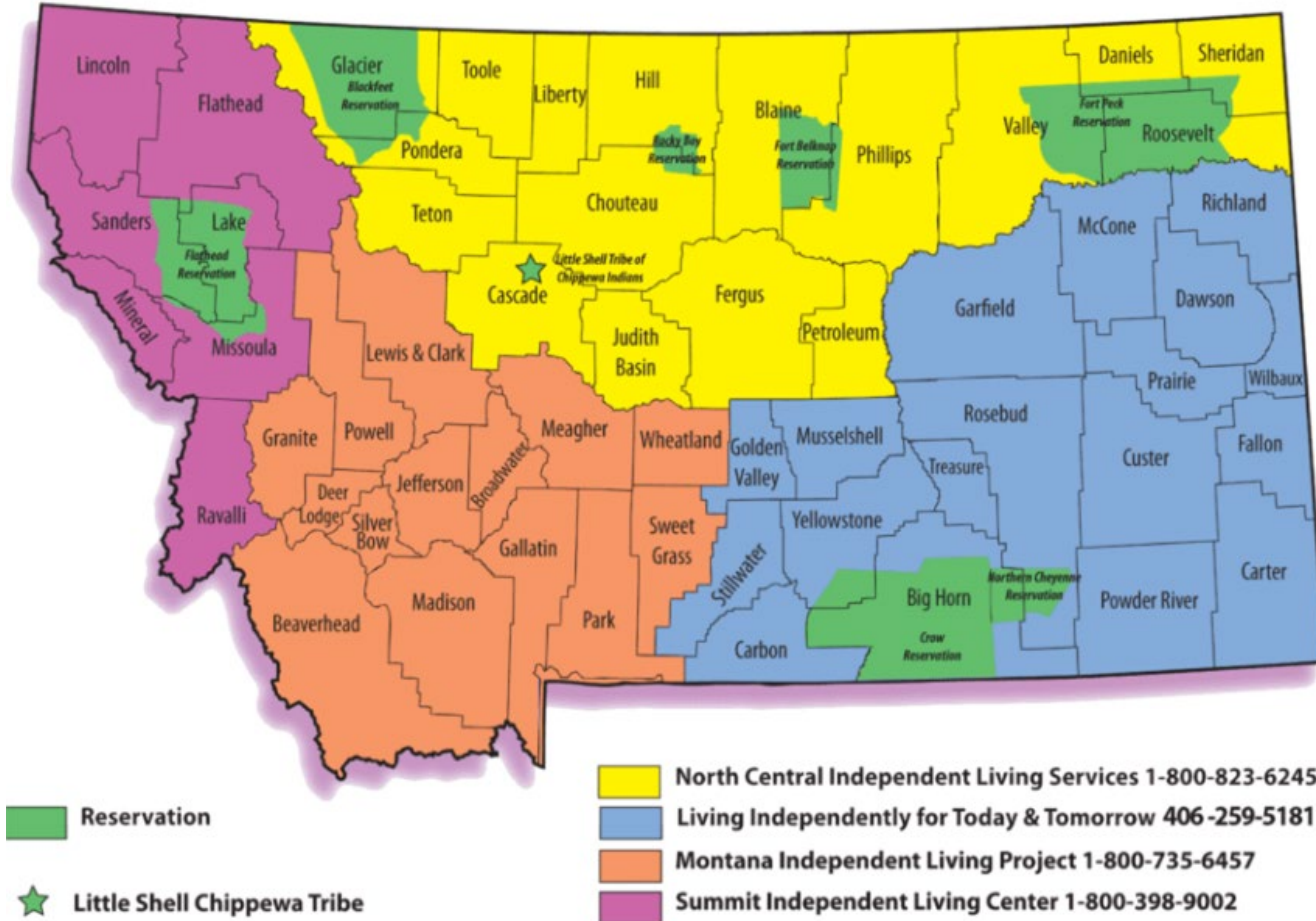 Lincoln
Flathead
Glacier
Blackfeet
Reservation
Toole
Liberty
Hill
Blaine
Phillips
Valley
Daniels
Sheridan
Fort Peck
Reservation
Roosevelt
Pondera
Rocky Boy
Reservation
Fort Belknap
Reservation
Teton
Chouteau
Sanders
Lake
Flathead
Reservation
Mineral
Missoula
Cascade
Little Shell Tribe of
Chippewa Indians
Judith
Basin
Fergus
Petroleum
Garfield
McCone
Richland
Dawson
Prairie
Wilbaux
Lewis & Clark
Granite
Powell
Meagher
Wheatland
Broadwater
Jefferson
Deer
Lodge
Silver
Bow
Ravalli
Golden
Valley
Musselshell
Rosebud
Treasure
Custer
Fallon
Beaverhead
Madison
Gallatin
Park
Sweet
Grass
Stillwater
Yellowstone
Carbon
Big Horn
Crow
Reservation
Northern Cheyenne
Reservation
Powder River
Carter
Reservation
Little Shell Chippewa Tribe
North Central Independent Living Services 1-800-823-6245
Living Independently for Today & Tomorrow 406-259-5181
Montana Independent Living Project 1-800-735-6457
Summit Independent Living Center 1-800-398-9002